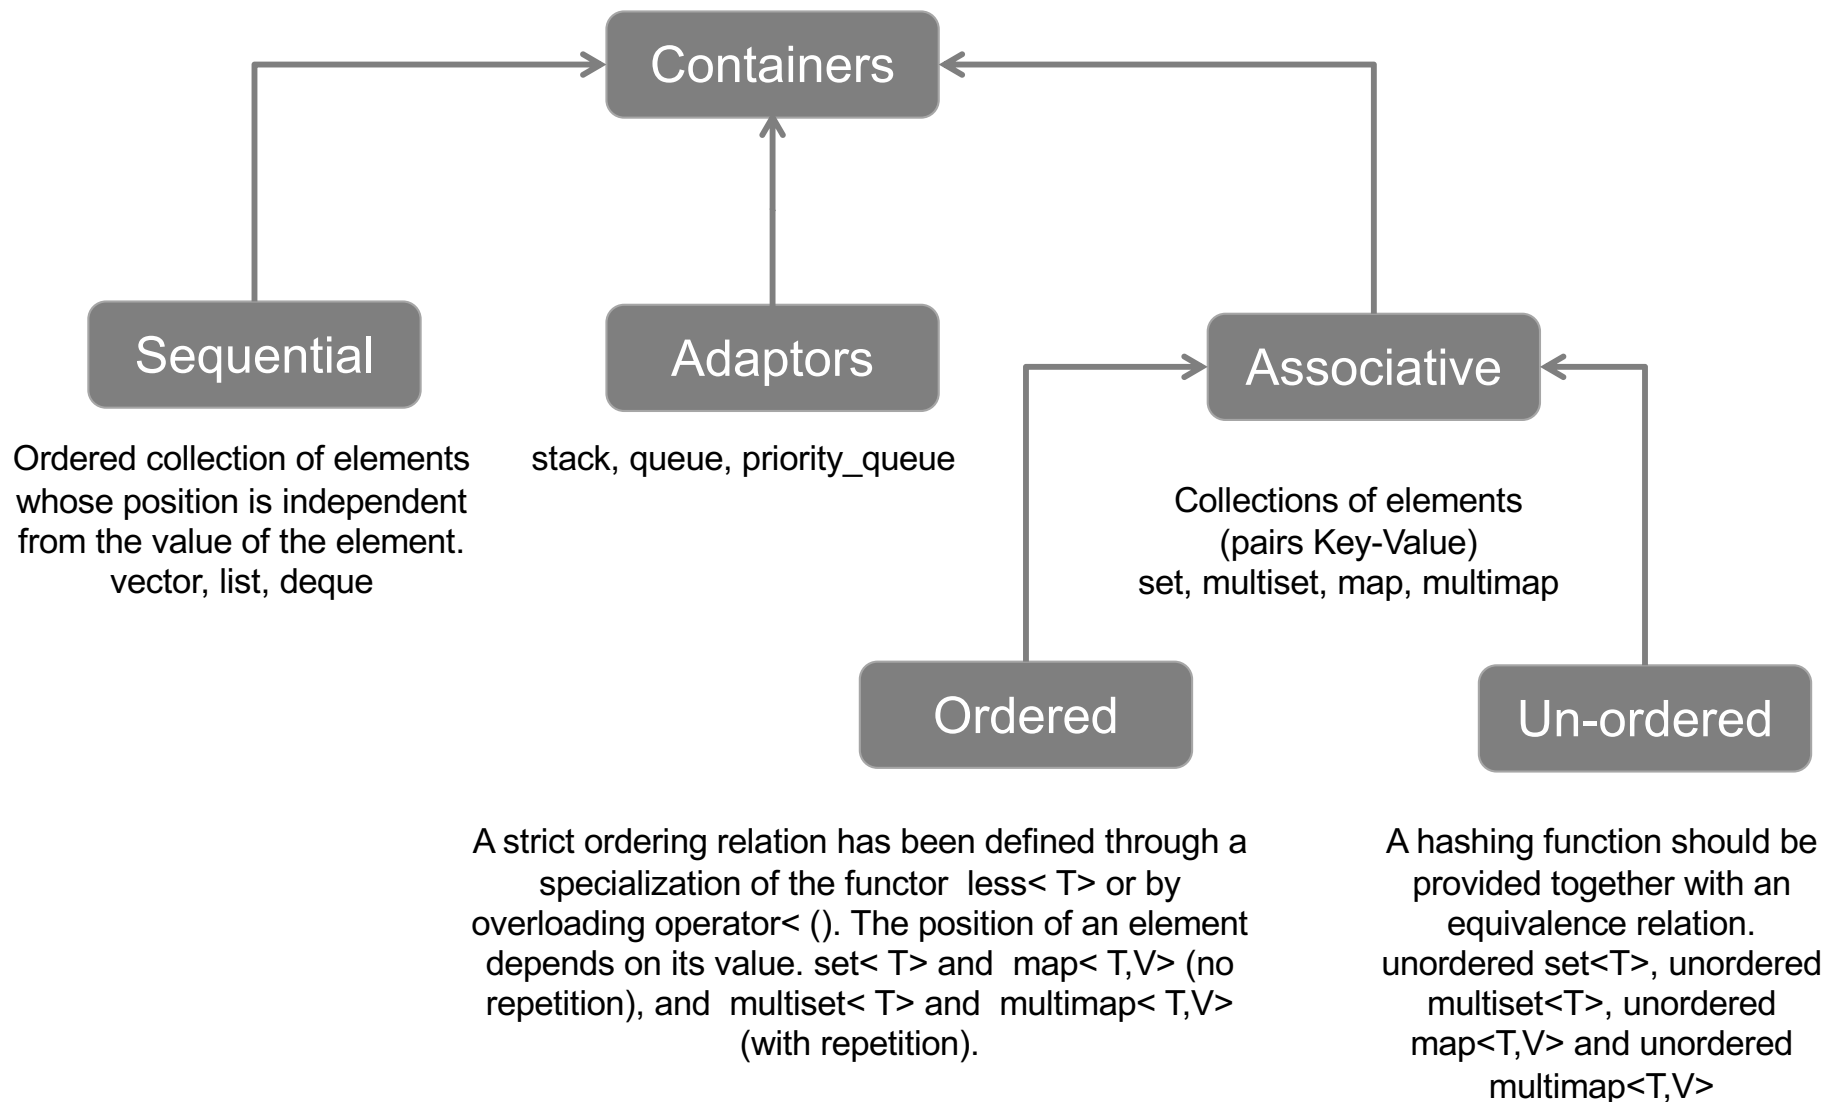 Containers
Sequential
Adaptors
Associative
Ordered collection of elements
whose position is independent
from the value of the element.
vector, list, deque
stack, queue, priority_queue
Collections of elements
(pairs Key-Value)
set, multiset, map, multimap
Ordered
Un-ordered
A strict ordering relation has been defined through a
specialization of the functor less< T> or by
overloading operator< (). The position of an element
depends on its value. set< T> and map< T,V> (no
repetition), and multiset< T> and multimap< T,V>
(with repetition).
A hashing function should be
provided together with an
equivalence relation.
unordered set<T>, unordered
multiset<T>, unordered
map<T,V> and unordered
multimap<T,V>